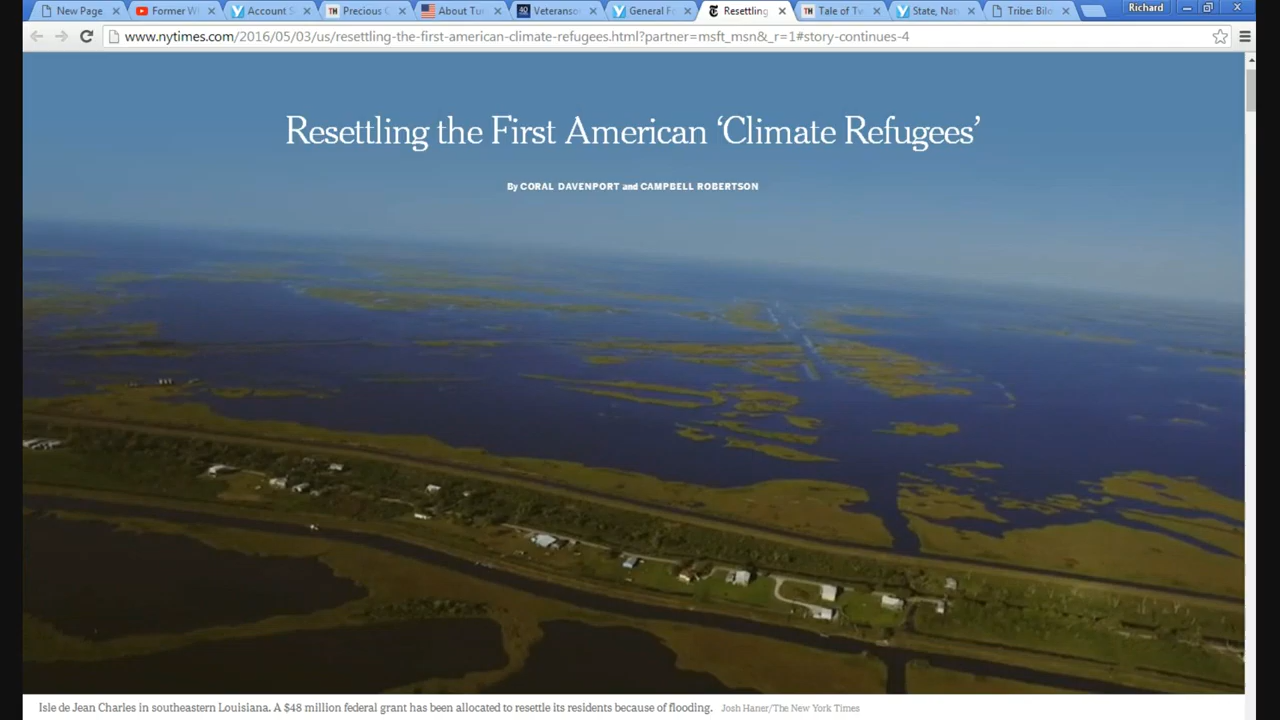 New Page
Former Wi
Account S
Precious C
About Tur
Veterans
General Fo
Resettling
Tale of Tw
State, Nat
Tribe: Bilo
Richard
www.nytimes.com/2016/05/03/us/resettling-the-first-american-climate-refugees.html?partner=msft_msn&_r=1#story-continues-4
Resettling the First American ‘Climate Refugees’
By CORAL DAVENPORT and CAMPBELL ROBERTSON
Isle de Jean Charles in southeastern Louisiana. A $48 million federal grant has been allocated to resettle its residents because of flooding. Josh Haner/The New York Times